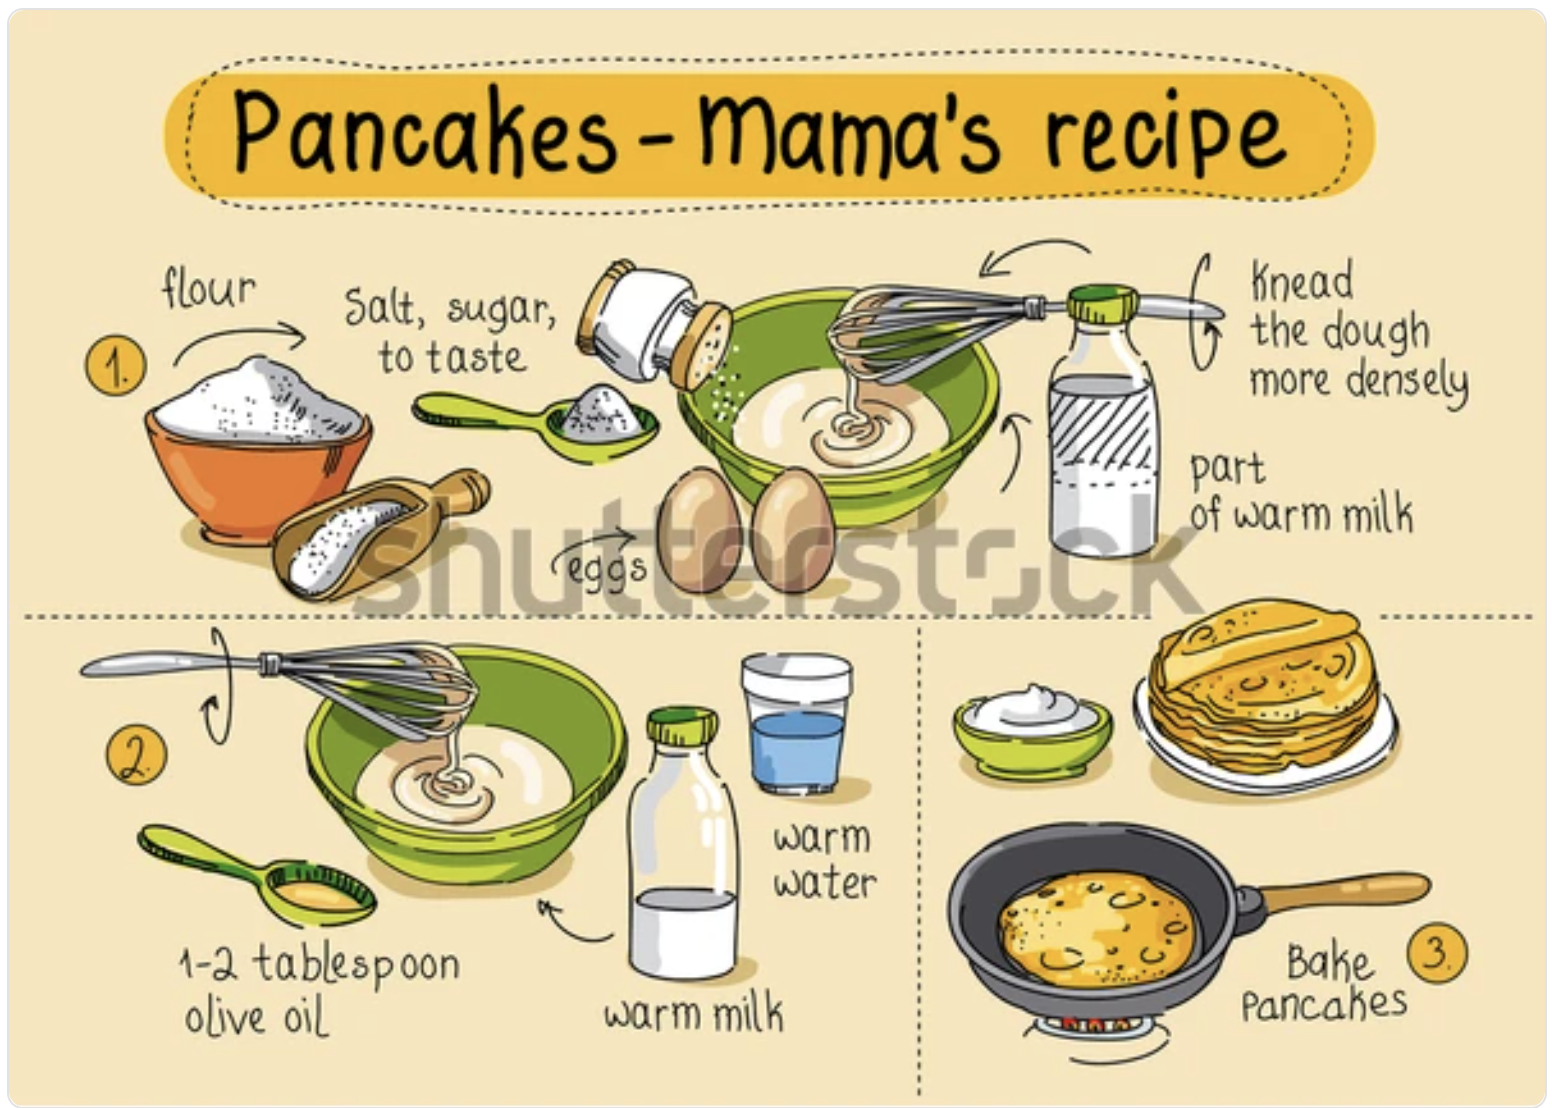 Pancakes - Mama's recipe
1.
flour
Salt, sugar,
to taste
eggs
Knead
the dough
more densely
part
of warm milk
shutterstock
2.
1-2 tablespoon
olive oil
warm milk
warm
water
3.
Bake
pancakes